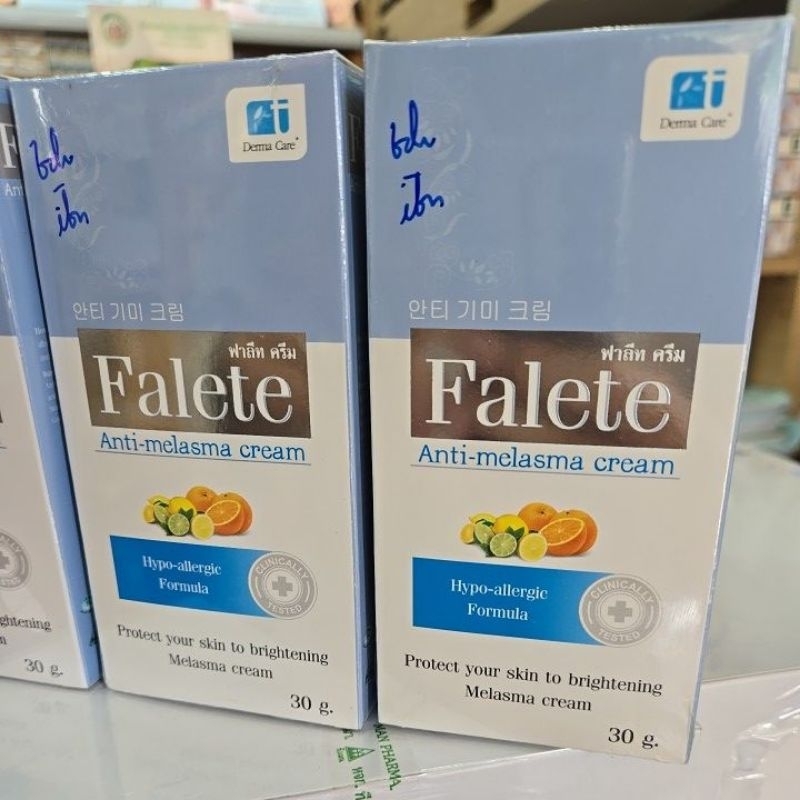 Derma Care
안티 기미 크림
ฟาลีท ครีม
Falete
Anti-melasma cream
Hypo-allergic
Formula
CLINICALLY
TESTED
Protect your skin to brightening
Melasma cream
30 g.
Derma Care
안티 기미 크림
ฟาลีท ครีม
Falete
Anti-melasma cream
Hypo-allergic
Formula
CLINICALLY
TESTED
Protect your skin to brightening
Melasma cream
30 g.
30 g.
MAN PHARMA